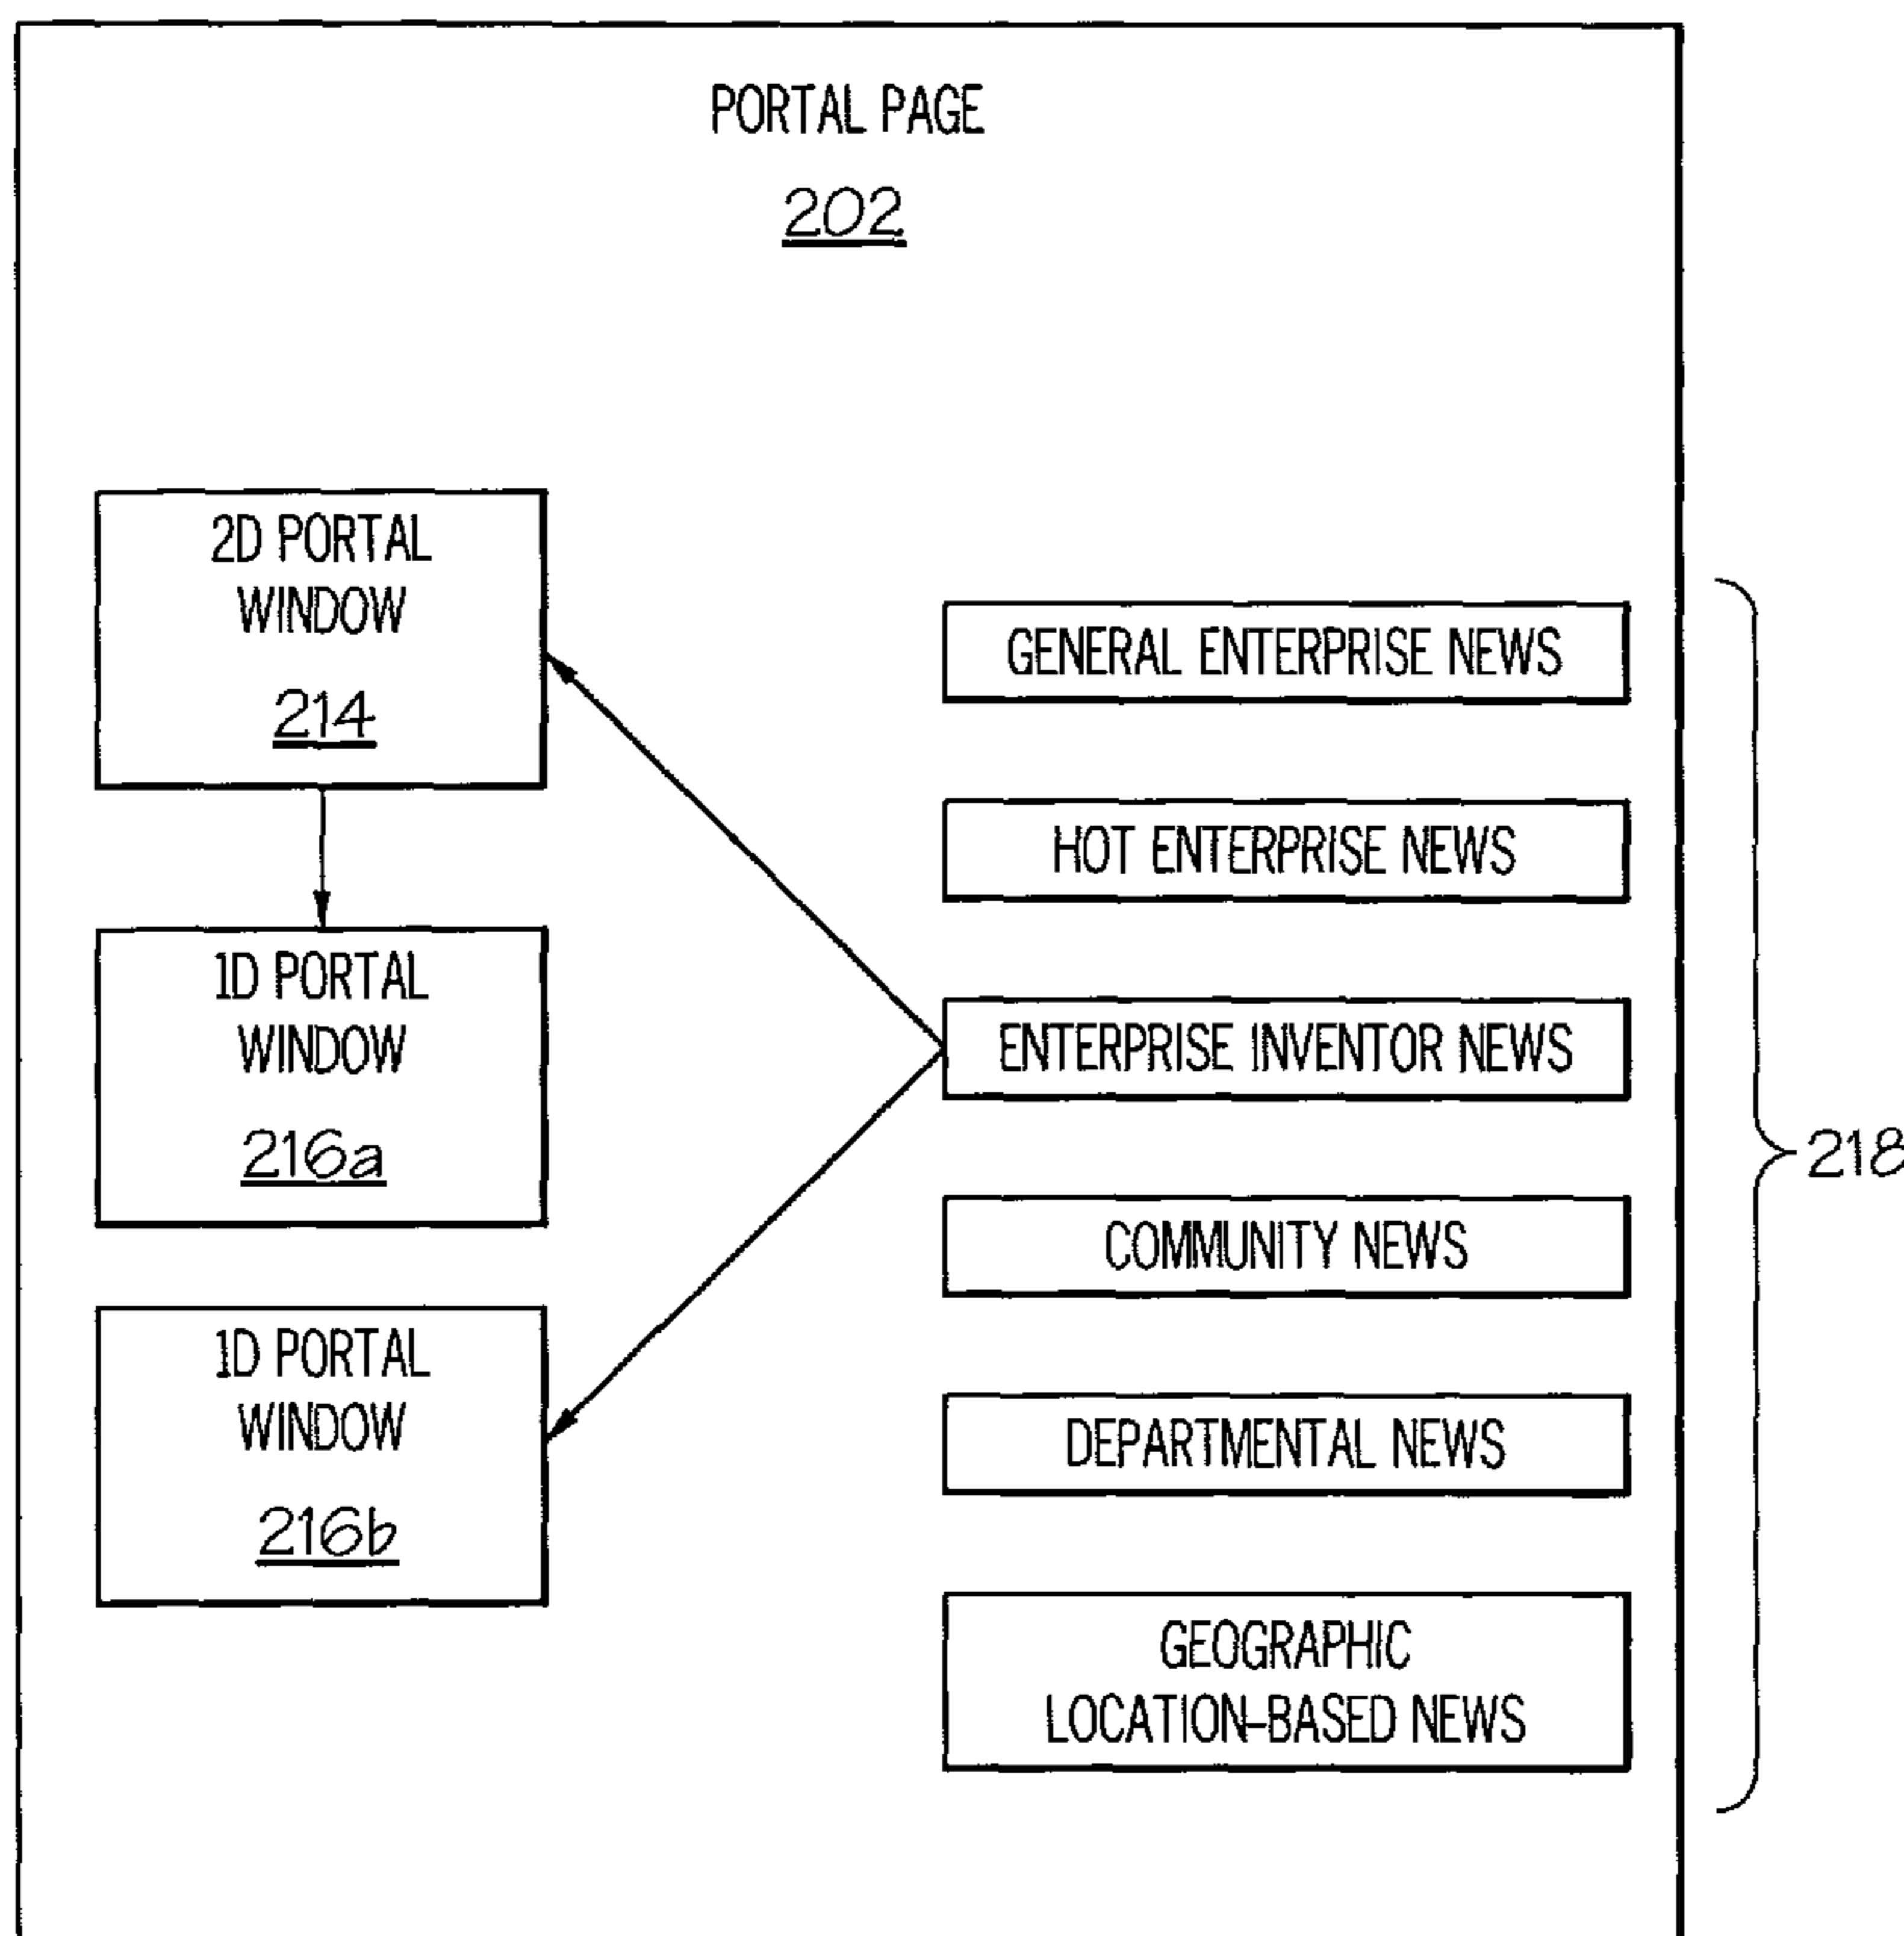 PORTAL PAGE
202
2D PORTAL
WINDOW
214
1D PORTAL
WINDOW
216a
1D PORTAL
WINDOW
216b
GENERAL ENTERPRISE NEWS
HOT ENTERPRISE NEWS
ENTERPRISE INVENTOR NEWS
COMMUNITY NEWS
DEPARTMENTAL NEWS
GEOGRAPHIC
LOCATION-BASED NEWS
218